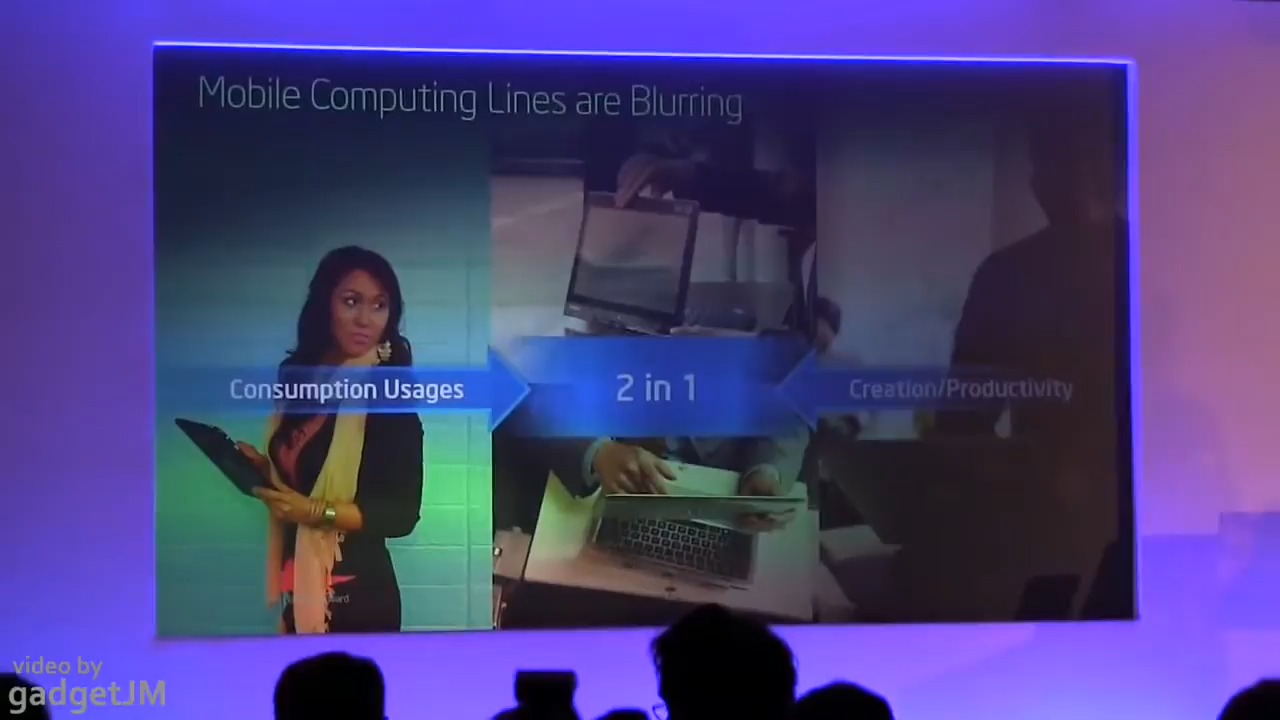 Mobile Computing Lines are Blurring
Consumption Usages
2 in 1
Creation/Productivity
video by
gadgetJM